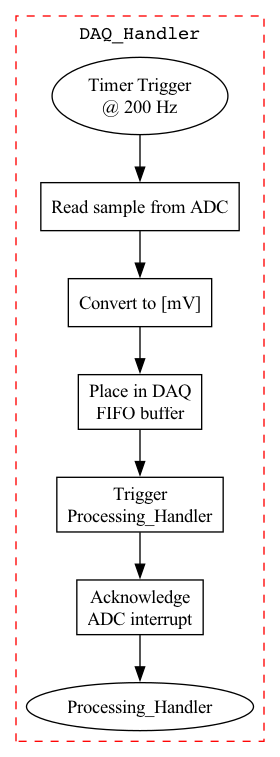 DAQ_Handler
Timer Trigger
@ 200 Hz
Read sample from ADC
Convert to [mV]
Place in DAQ
FIFO buffer
Trigger
Processing_Handler
Acknowledge
ADC interrupt
Processing_Handler